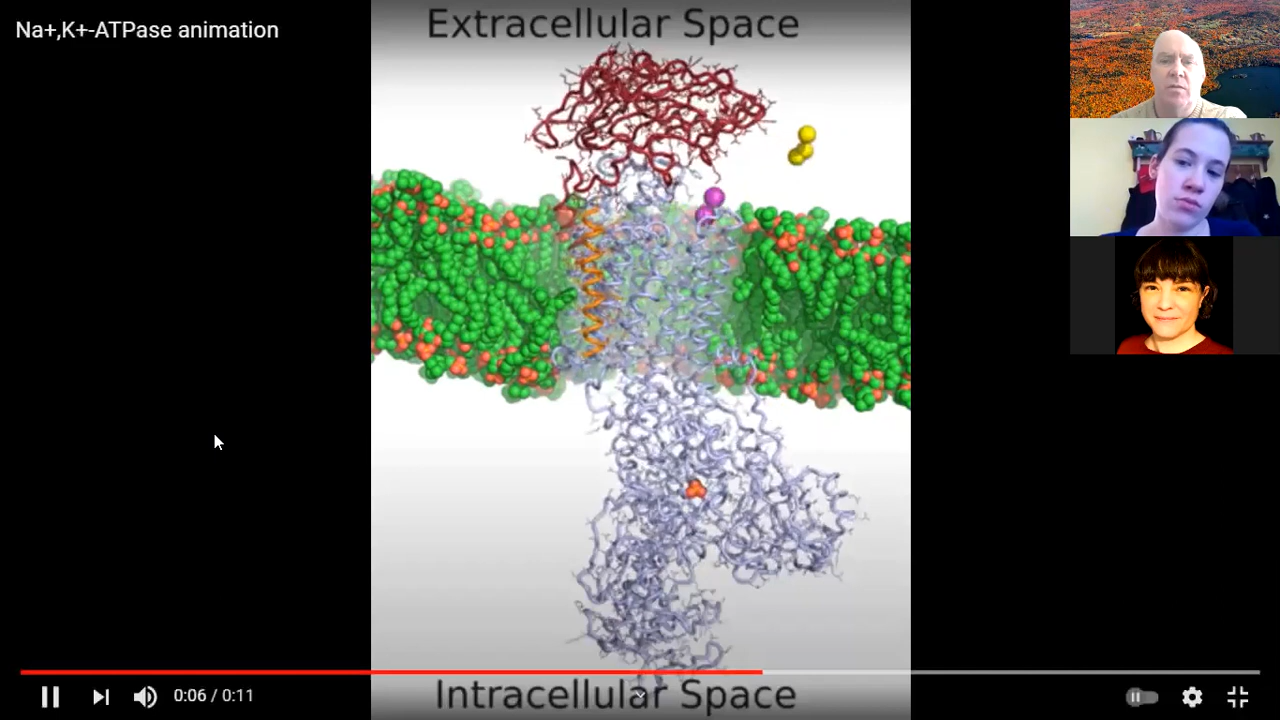 Na+,K+-ATPase animation
Extracellular Space
Intracellular Space
0:06 / 0:11